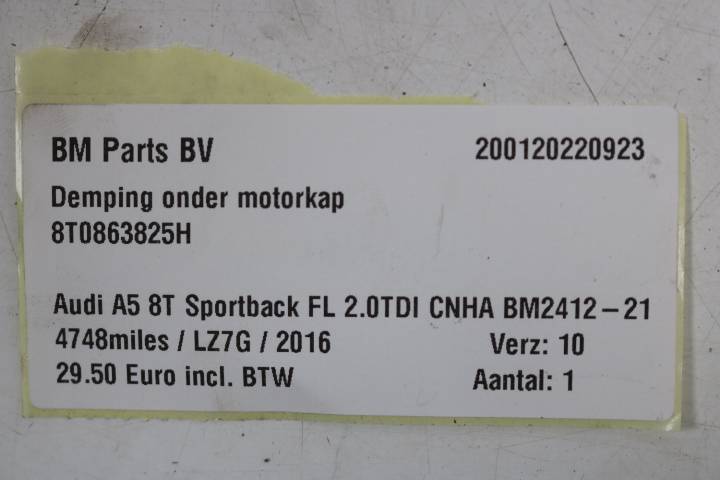 BM Parts BV 200120220923
Demping onder motorkap
8T0863825H
Audi A5 8T Sportback FL 2.0TDI CNHA BM2412-21
4748miles / LZ7G / 2016 Verz: 10
29.50 Euro incl. BTW Aantal: 1